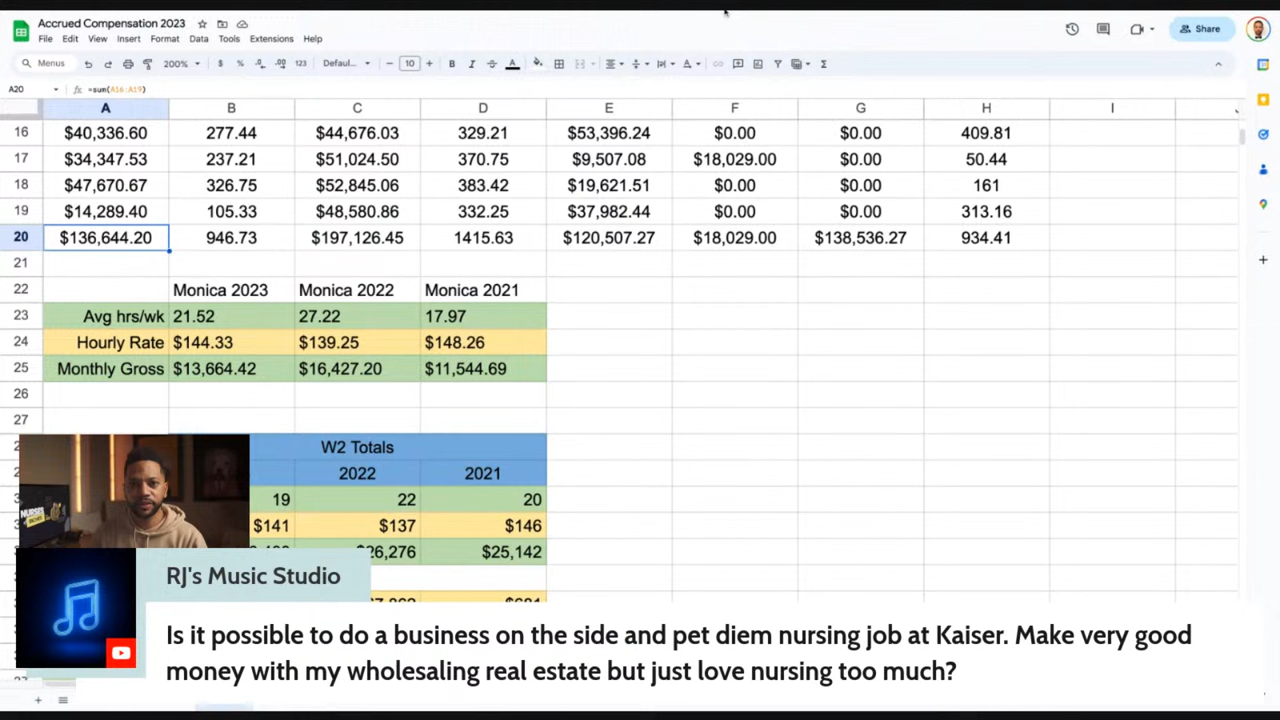 Accrued Compensation 2023
File Edit View Insert Format Data Tools Extensions Help
Share
Menus 200% $ % .0 .00 123 Defaul... − 10 + B I A Σ
A20 fx =sum(A16:A19)
A B C D E F G H I
16 $40,336.60 277.44 $44,676.03 329.21 $53,396.24 $0.00 $0.00 409.81
17 $34,347.53 237.21 $51,024.50 370.75 $9,507.08 $18,029.00 $0.00 50.44
18 $47,670.67 326.75 $52,845.06 383.42 $19,621.51 $0.00 $0.00 161
19 $14,289.40 105.33 $48,580.86 332.25 $37,982.44 $0.00 $0.00 313.16
20 $136,644.20 946.73 $197,126.45 1415.63 $120,507.27 $18,029.00 $138,536.27 934.41
21
22 Monica 2023 Monica 2022 Monica 2021
23 Avg hrs/wk 21.52 27.22 17.97
24 Hourly Rate $144.33 $139.25 $148.26
25 Monthly Gross $13,664.42 $16,427.20 $11,544.69
26
27
W2 Totals
2022 2021
19 22 20
$141 $137 $146
$26,276 $25,142
RJ's Music Studio
Is it possible to do a business on the side and pet diem nursing job at Kaiser. Make very good
money with my wholesaling real estate but just love nursing too much?